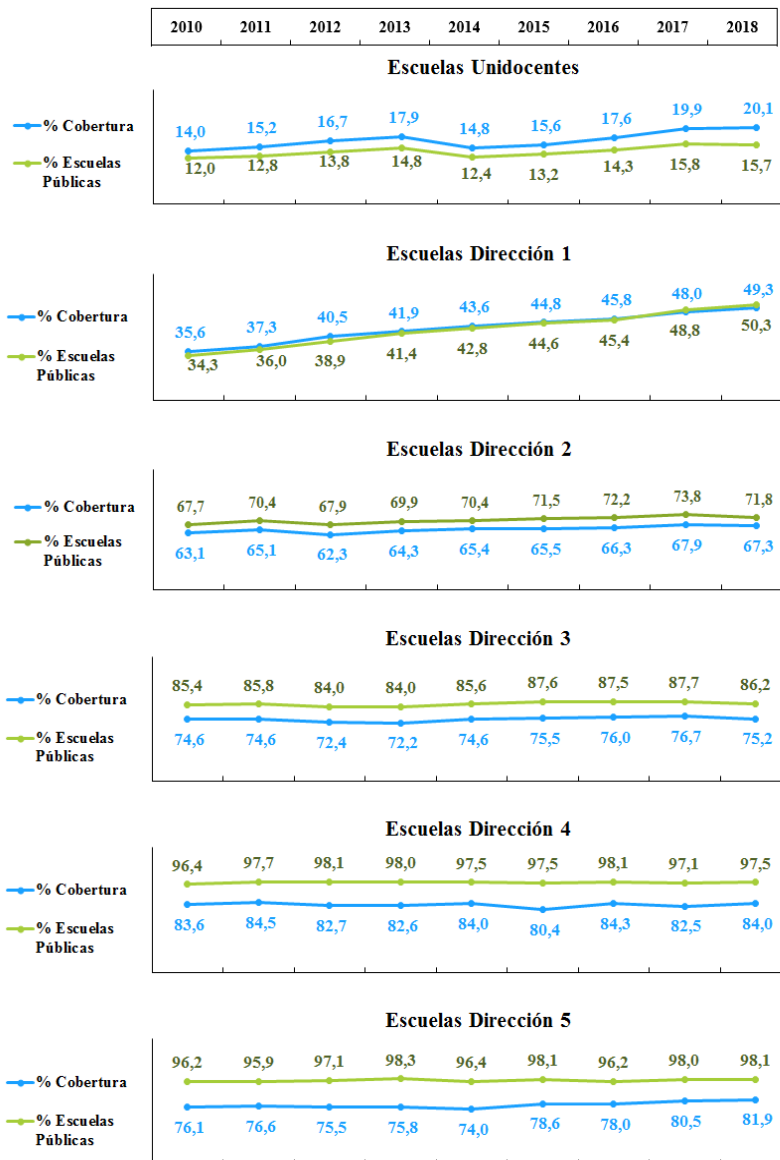 2010 2011 2012 2013 2014 2015 2016 2017 2018
Escuelas Unidocentes
14,0 15,2 16,7 17,9 14,8 15,6 17,6 19,9 20,1
% Cobertura
% Escuelas
Públicas
12,0 12,8 13,8 14,8 12,4 13,2 14,3 15,8 15,7
Escuelas Dirección 1
35,6 37,3 40,5 41,9 43,6 44,8 45,8 48,0 49,3
% Cobertura
% Escuelas
Públicas
34,3 36,0 38,9 41,4 42,8 44,6 45,4 48,8 50,3
Escuelas Dirección 2
67,7 70,4 67,9 69,9 70,4 71,5 72,2 73,8 71,8
% Cobertura
% Escuelas
Públicas
63,1 65,1 62,3 64,3 65,4 65,5 66,3 67,9 67,3
Escuelas Dirección 3
85,4 85,8 84,0 84,0 85,6 87,6 87,5 87,7 86,2
% Cobertura
% Escuelas
Públicas
74,6 74,6 72,4 72,2 74,6 75,5 76,0 76,7 75,2
Escuelas Dirección 4
96,4 97,7 98,1 98,0 97,5 97,5 98,1 97,1 97,5
% Cobertura
% Escuelas
Públicas
83,6 84,5 82,7 82,6 84,0 80,4 84,3 82,5 84,0
Escuelas Dirección 5
96,2 95,9 97,1 98,3 96,4 98,1 96,2 98,0 98,1
% Cobertura
% Escuelas
Públicas
76,1 76,6 75,5 75,8 74,0 78,6 78,0 80,5 81,9